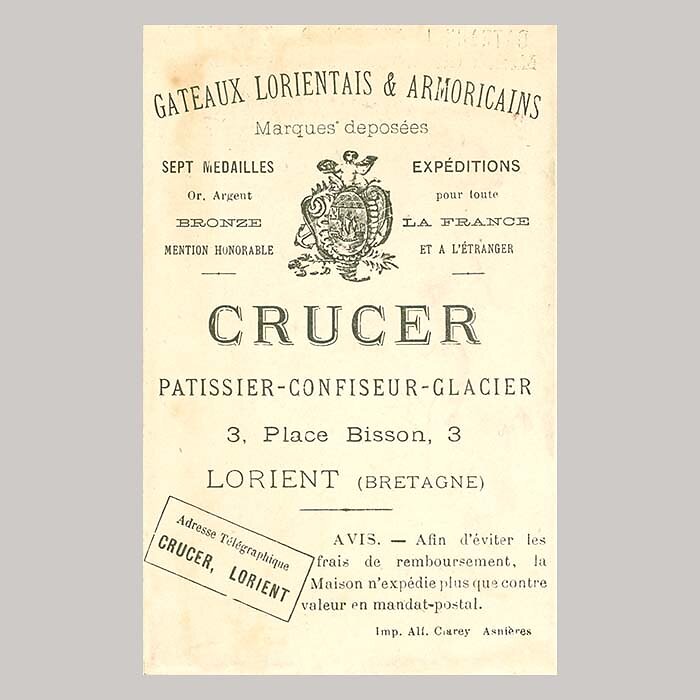 GATEAUX LORIENTAIS & ARMORICAINS
Marques deposées
SEPT MEDAILLES
Or, Argent
BRONZE
MENTION HONORABLE
EXPÉDITIONS
pour toute
LA FRANCE
ET A L'ÉTRANGER
CRUCER
PATISSIER-CONFISEUR-GLACIER
3, Place Bisson, 3
LORIENT (BRETAGNE)
Adresse Télégraphique
CRUCER, LORIENT
AVIS. — Afin d'éviter les
frais de remboursement, la
Maison n'expédie plus que contre
valeur en mandat-postal.
Imp. Alf. Clarey Asnières